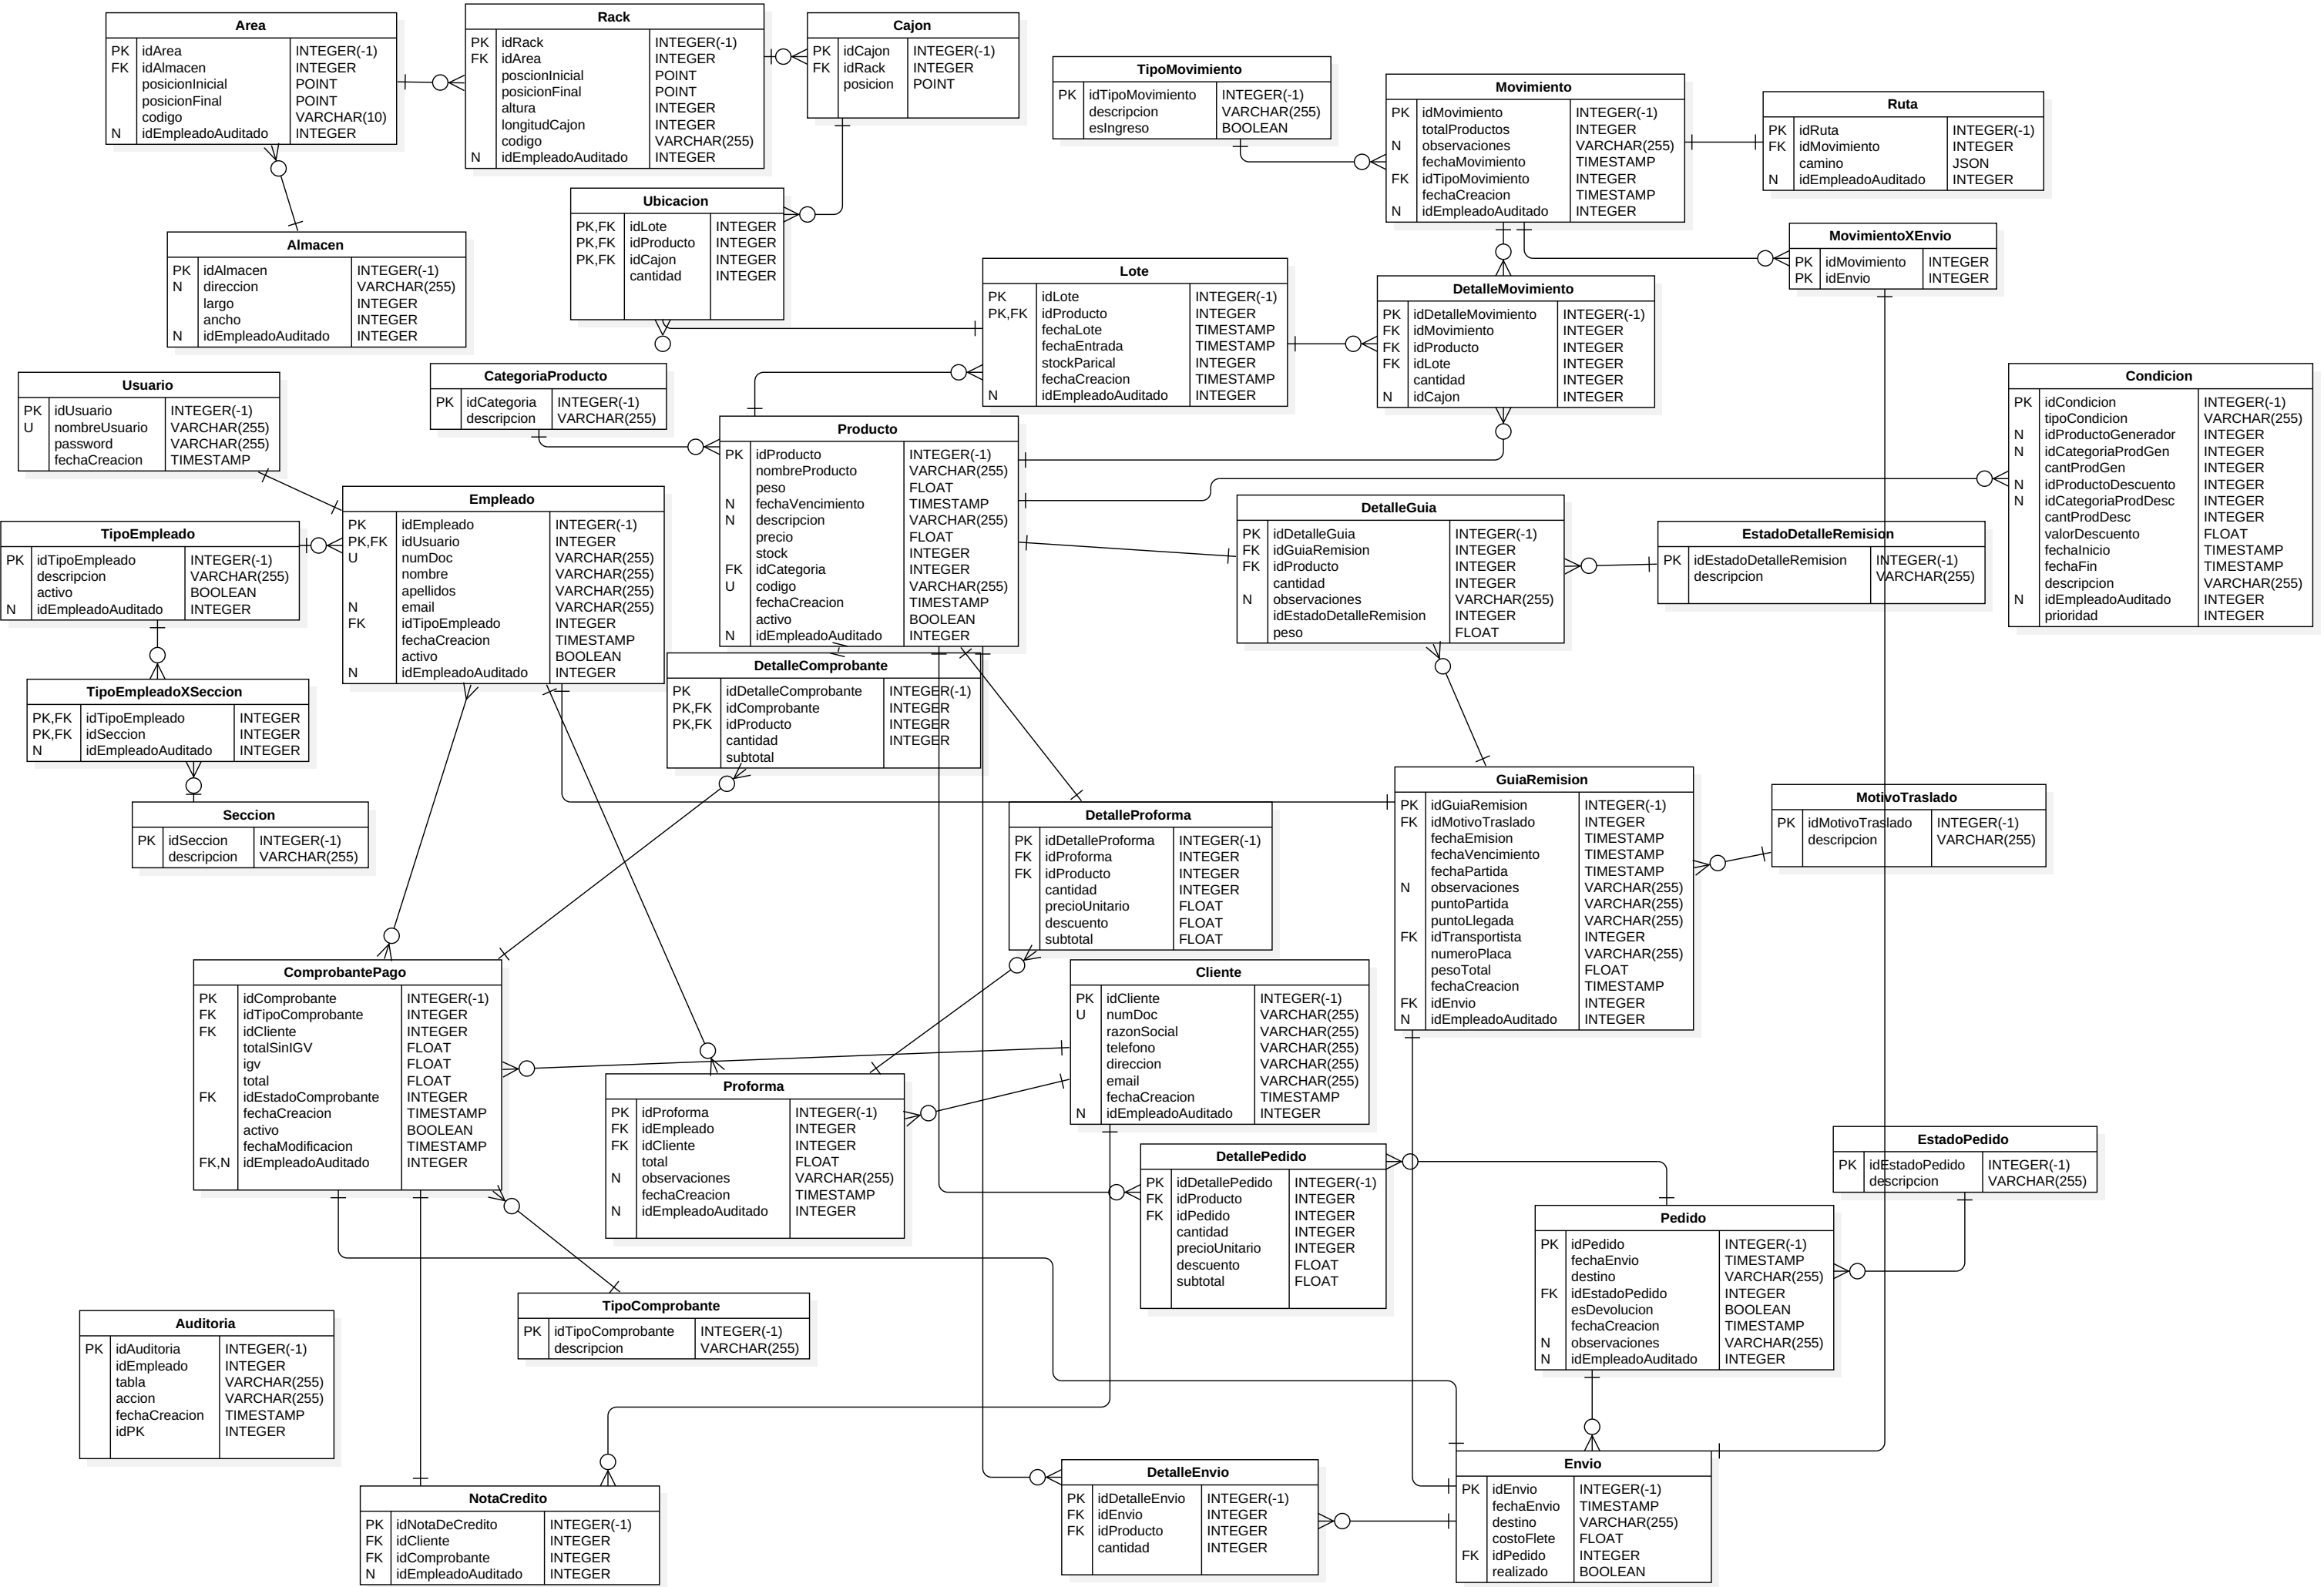 Area
PK idArea INTEGER(-1)
FK idAlmacen INTEGER
posicionInicial POINT
posicionFinal POINT
codigo VARCHAR(10)
N idEmpleadoAuditado INTEGER
Rack
PK idRack INTEGER(-1)
FK idArea INTEGER
poscionInicial POINT
posicionFinal POINT
altura INTEGER
longitudCajon INTEGER
codigo VARCHAR(255)
N idEmpleadoAuditado INTEGER
Cajon
PK idCajon INTEGER(-1)
FK idRack INTEGER
posicion POINT
TipoMovimiento
PK idTipoMovimiento INTEGER(-1)
descripcion VARCHAR(255)
esIngreso BOOLEAN
Movimiento
PK idMovimiento INTEGER(-1)
totalProductos INTEGER
N observaciones VARCHAR(255)
fechaMovimiento TIMESTAMP
FK idTipoMovimiento INTEGER
fechaCreacion TIMESTAMP
N idEmpleadoAuditado INTEGER
Ruta
PK idRuta INTEGER(-1)
FK idMovimiento INTEGER
camino JSON
N idEmpleadoAuditado INTEGER
Ubicacion
PK,FK idLote INTEGER
PK,FK idProducto INTEGER
PK,FK idCajon INTEGER
cantidad INTEGER
MovimientoXEnvio
PK idMovimiento INTEGER
PK idEnvio INTEGER
Almacen
PK idAlmacen INTEGER(-1)
N direccion VARCHAR(255)
largo INTEGER
ancho INTEGER
N idEmpleadoAuditado INTEGER
Lote
PK idLote INTEGER(-1)
PK,FK idProducto INTEGER
fechaLote TIMESTAMP
fechaEntrada TIMESTAMP
stockParical INTEGER
fechaCreacion TIMESTAMP
N idEmpleadoAuditado INTEGER
DetalleMovimiento
PK idDetalleMovimiento INTEGER(-1)
FK idMovimiento INTEGER
FK idProducto INTEGER
FK idLote INTEGER
cantidad INTEGER
N idCajon INTEGER
Usuario
PK idUsuario INTEGER(-1)
U nombreUsuario VARCHAR(255)
password VARCHAR(255)
fechaCreacion TIMESTAMP
CategoriaProducto
PK idCategoria INTEGER(-1)
descripcion VARCHAR(255)
Condicion
PK idCondicion INTEGER(-1)
tipoCondicion VARCHAR(255)
N idProductoGenerador INTEGER
N idCategoriaProdGen INTEGER
cantProdGen INTEGER
N idProductoDescuento INTEGER
N idCategoriaProdDesc INTEGER
cantProdDesc INTEGER
valorDescuento FLOAT
fechaInicio TIMESTAMP
fechaFin TIMESTAMP
descripcion VARCHAR(255)
N idEmpleadoAuditado INTEGER
prioridad INTEGER
Producto
PK idProducto INTEGER(-1)
nombreProducto VARCHAR(255)
peso FLOAT
N fechaVencimiento TIMESTAMP
N descripcion VARCHAR(255)
precio FLOAT
stock INTEGER
FK idCategoria INTEGER
U codigo VARCHAR(255)
fechaCreacion TIMESTAMP
activo BOOLEAN
N idEmpleadoAuditado INTEGER
Empleado
PK idEmpleado INTEGER(-1)
PK,FK idUsuario INTEGER
U numDoc VARCHAR(255)
nombre VARCHAR(255)
apellidos VARCHAR(255)
N email VARCHAR(255)
FK idTipoEmpleado INTEGER
fechaCreacion TIMESTAMP
activo BOOLEAN
N idEmpleadoAuditado INTEGER
TipoEmpleado
PK idTipoEmpleado INTEGER(-1)
descripcion VARCHAR(255)
activo BOOLEAN
N idEmpleadoAuditado INTEGER
DetalleGuia
PK idDetalleGuia INTEGER(-1)
FK idGuiaRemision INTEGER
FK idProducto INTEGER
cantidad INTEGER
N observaciones VARCHAR(255)
idEstadoDetalleRemision INTEGER
peso FLOAT
EstadoDetalleRemision
PK idEstadoDetalleRemision INTEGER(-1)
descripcion VARCHAR(255)
DetalleComprobante
PK idDetalleComprobante INTEGER(-1)
PK,FK idComprobante INTEGER
PK,FK idProducto INTEGER
cantidad INTEGER
subtotal
TipoEmpleadoXSeccion
PK,FK idTipoEmpleado INTEGER
PK,FK idSeccion INTEGER
N idEmpleadoAuditado INTEGER
Seccion
PK idSeccion INTEGER(-1)
descripcion VARCHAR(255)
DetalleProforma
PK idDetalleProforma INTEGER(-1)
FK idProforma INTEGER
FK idProducto INTEGER
cantidad INTEGER
precioUnitario FLOAT
descuento FLOAT
subtotal FLOAT
GuiaRemision
PK idGuiaRemision INTEGER(-1)
FK idMotivoTraslado INTEGER
fechaEmision TIMESTAMP
fechaVencimiento TIMESTAMP
fechaPartida TIMESTAMP
N observaciones VARCHAR(255)
puntoPartida VARCHAR(255)
puntoLlegada VARCHAR(255)
FK idTransportista INTEGER
numeroPlaca VARCHAR(255)
pesoTotal FLOAT
fechaCreacion TIMESTAMP
FK idEnvio INTEGER
N idEmpleadoAuditado INTEGER
MotivoTraslado
PK idMotivoTraslado INTEGER(-1)
descripcion VARCHAR(255)
ComprobantePago
PK idComprobante INTEGER(-1)
FK idTipoComprobante INTEGER
FK idCliente INTEGER
totalSinIGV FLOAT
igv FLOAT
total FLOAT
FK idEstadoComprobante INTEGER
fechaCreacion TIMESTAMP
activo BOOLEAN
fechaModificacion TIMESTAMP
FK,N idEmpleadoAuditado INTEGER
Cliente
PK idCliente INTEGER(-1)
U numDoc VARCHAR(255)
razonSocial VARCHAR(255)
telefono VARCHAR(255)
direccion VARCHAR(255)
email VARCHAR(255)
fechaCreacion TIMESTAMP
N idEmpleadoAuditado INTEGER
Proforma
PK idProforma INTEGER(-1)
FK idEmpleado INTEGER
FK idCliente INTEGER
total FLOAT
N observaciones VARCHAR(255)
fechaCreacion TIMESTAMP
N idEmpleadoAuditado INTEGER
DetallePedido
PK idDetallePedido INTEGER(-1)
FK idProducto INTEGER
FK idPedido INTEGER
cantidad INTEGER
precioUnitario INTEGER
descuento FLOAT
subtotal FLOAT
EstadoPedido
PK idEstadoPedido INTEGER(-1)
descripcion VARCHAR(255)
Pedido
PK idPedido INTEGER(-1)
fechaEnvio TIMESTAMP
destino VARCHAR(255)
FK idEstadoPedido INTEGER
esDevolucion BOOLEAN
fechaCreacion TIMESTAMP
N observaciones VARCHAR(255)
N idEmpleadoAuditado INTEGER
TipoComprobante
PK idTipoComprobante INTEGER(-1)
descripcion VARCHAR(255)
Auditoria
PK idAuditoria INTEGER(-1)
idEmpleado INTEGER
tabla VARCHAR(255)
accion VARCHAR(255)
fechaCreacion TIMESTAMP
idPK INTEGER
NotaCredito
PK idNotaDeCredito INTEGER(-1)
FK idCliente INTEGER
FK idComprobante INTEGER
N idEmpleadoAuditado INTEGER
DetalleEnvio
PK idDetalleEnvio INTEGER(-1)
FK idEnvio INTEGER
FK idProducto INTEGER
cantidad INTEGER
Envio
PK idEnvio INTEGER(-1)
fechaEnvio TIMESTAMP
destino VARCHAR(255)
costoFlete FLOAT
FK idPedido INTEGER
realizado BOOLEAN